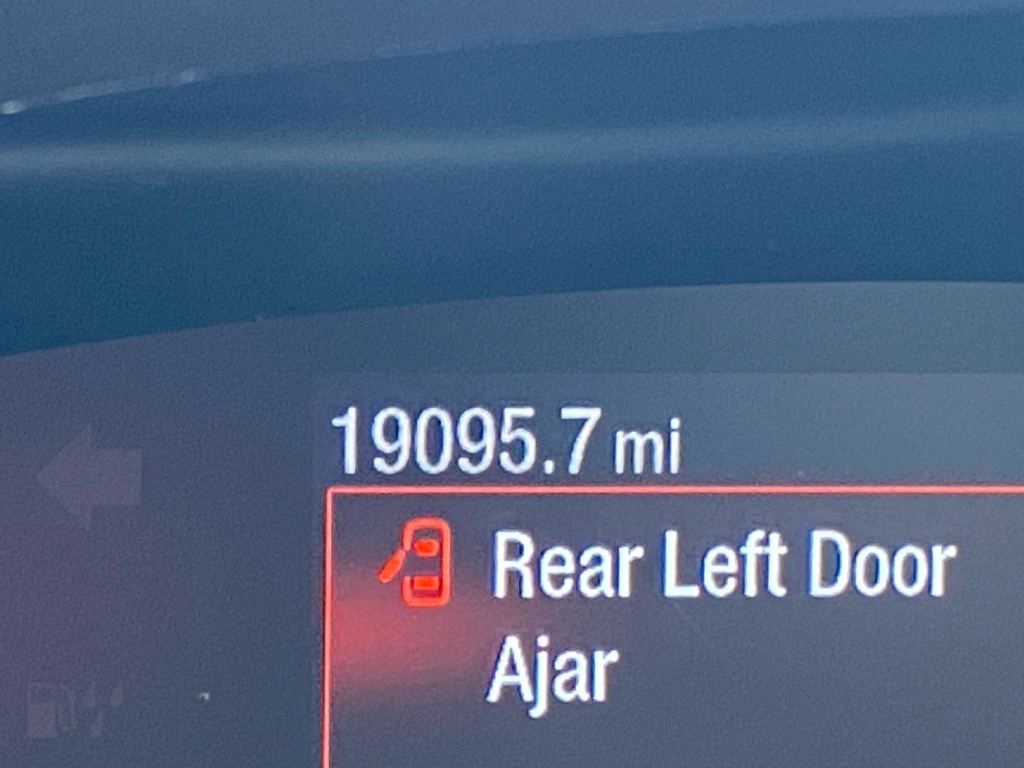 19095.7 mi
Rear Left Door
Ajar